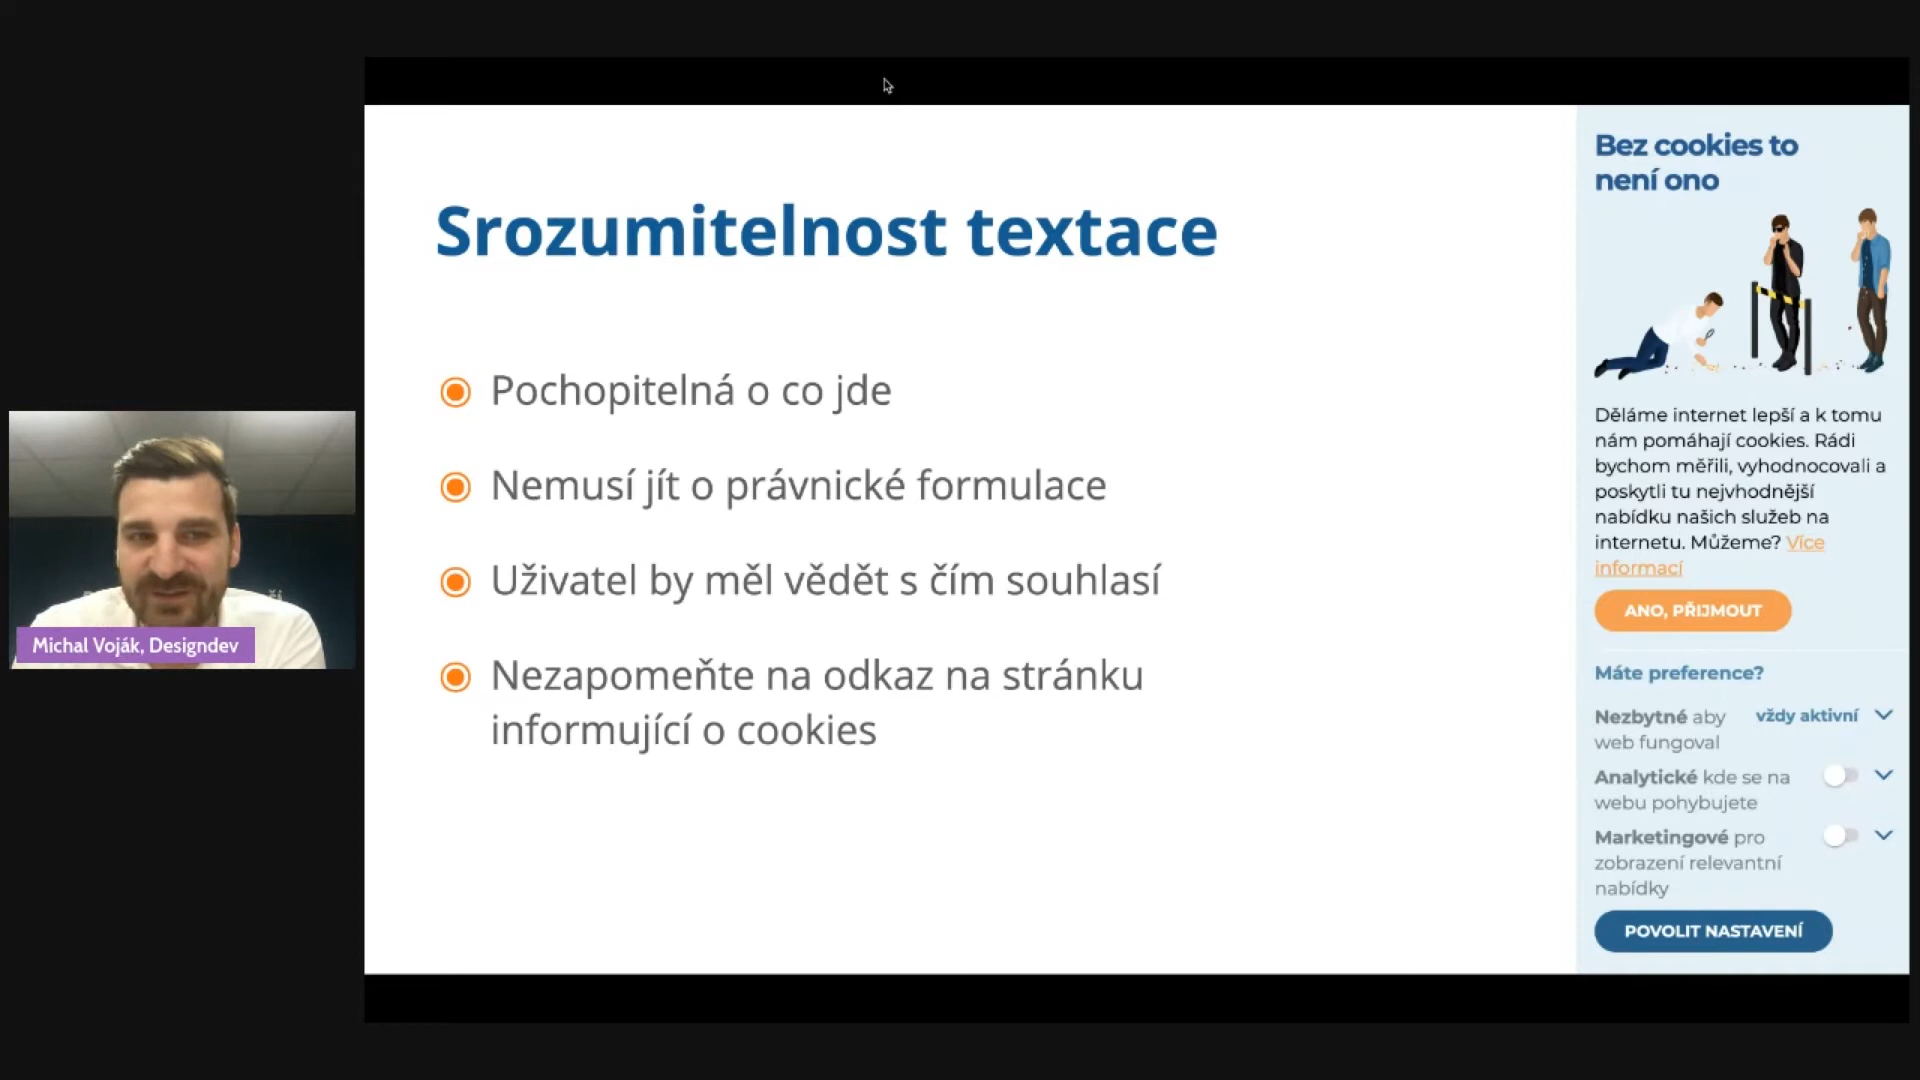 Srozumitelnost textace
Pochopitelná o co jde
Nemusí jít o právnické formulace
Uživatel by měl vědět s čím souhlasí
Nezapomeňte na odkaz na stránku
informující o cookies
Michal Voják, Designdev
Bez cookies to
není ono
Děláme internet lepší a k tomu
nám pomáhají cookies. Rádi
bychom měřili, vyhodnocovali a
poskytli tu nejvhodnější
nabídku našich služeb na
internetu. Můžeme? Více
informací
ANO, PŘIJMOUT
Máte preference?
Nezbytné aby vždy aktivní
web fungoval
Analytické kde se na
webu pohybujete
Marketingové pro
zobrazení relevantní
nabídky
POVOLIT NASTAVENÍ